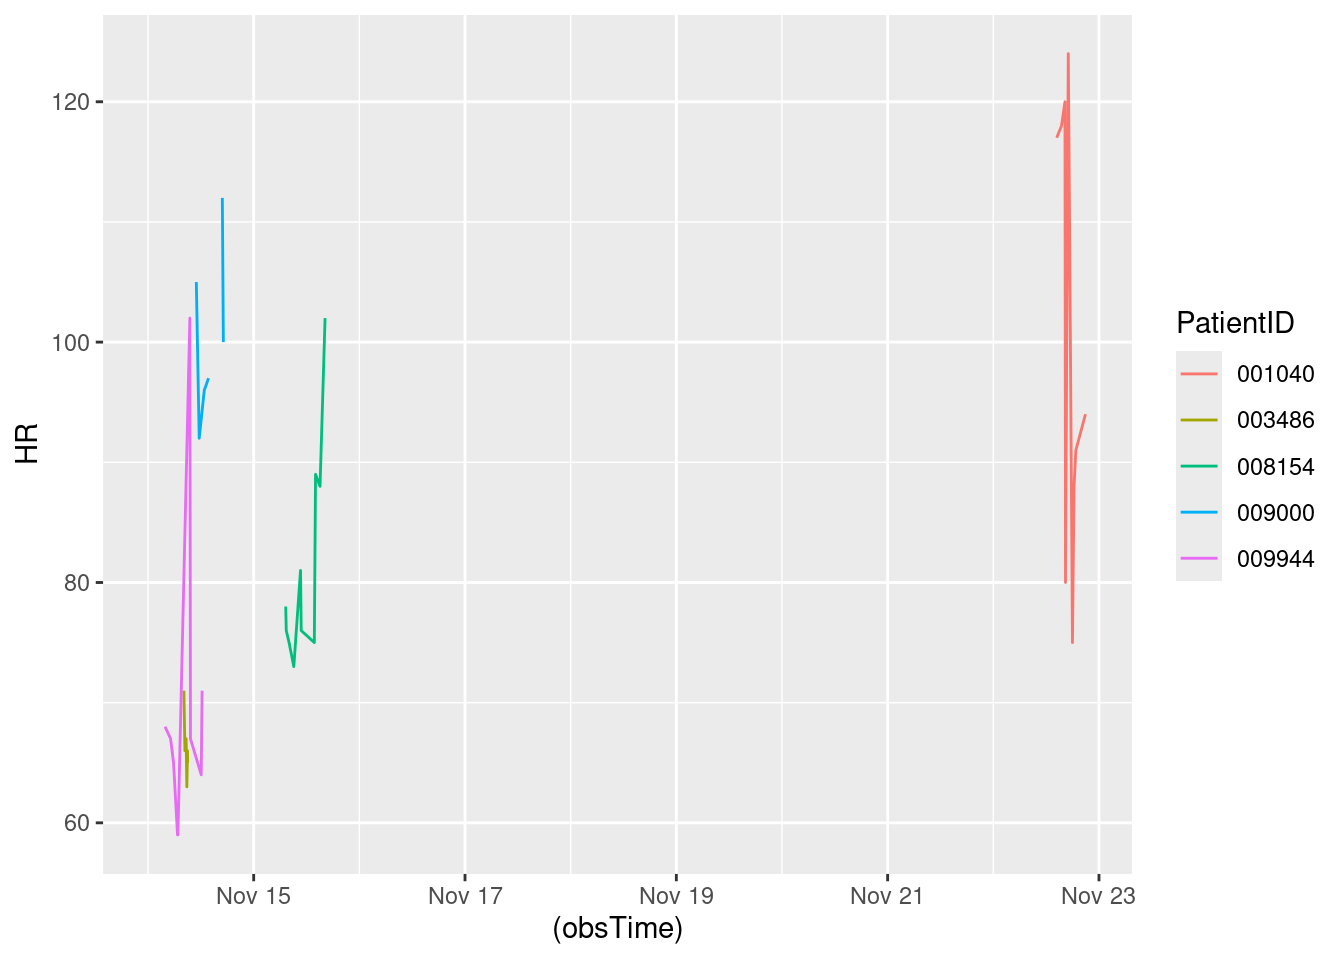 120
100
80
60
HR
Nov 15
Nov 17
Nov 19
Nov 21
Nov 23
(obsTime)
PatientID
001040
003486
008154
009000
009944